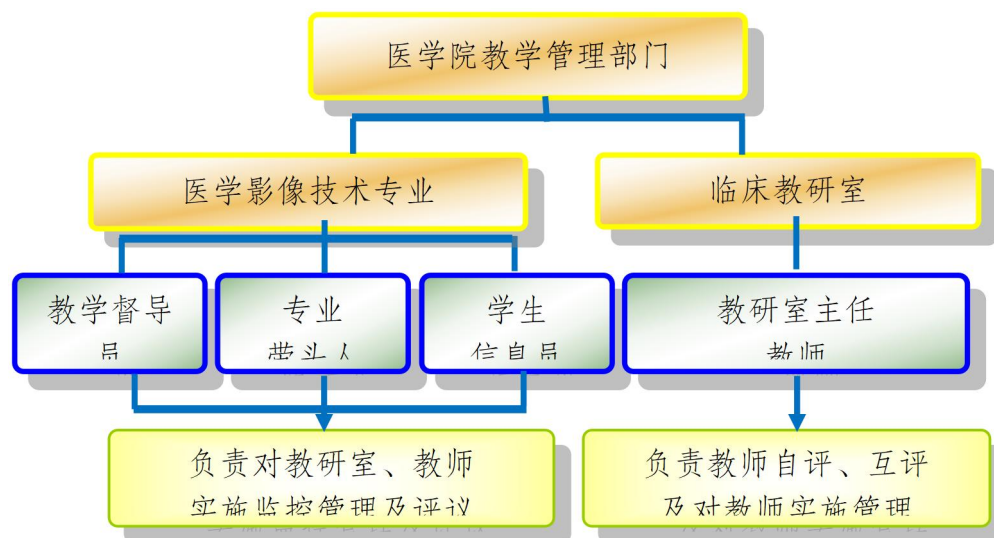 医学院教学管理部门
医学影像技术专业
临床教研室
教学督导
员
专业
带头人
学生
信息员
教研室主任
教师
负责对教研室、教师
实施监控管理及评议
负责教师自评、互评
及对教师实施管理